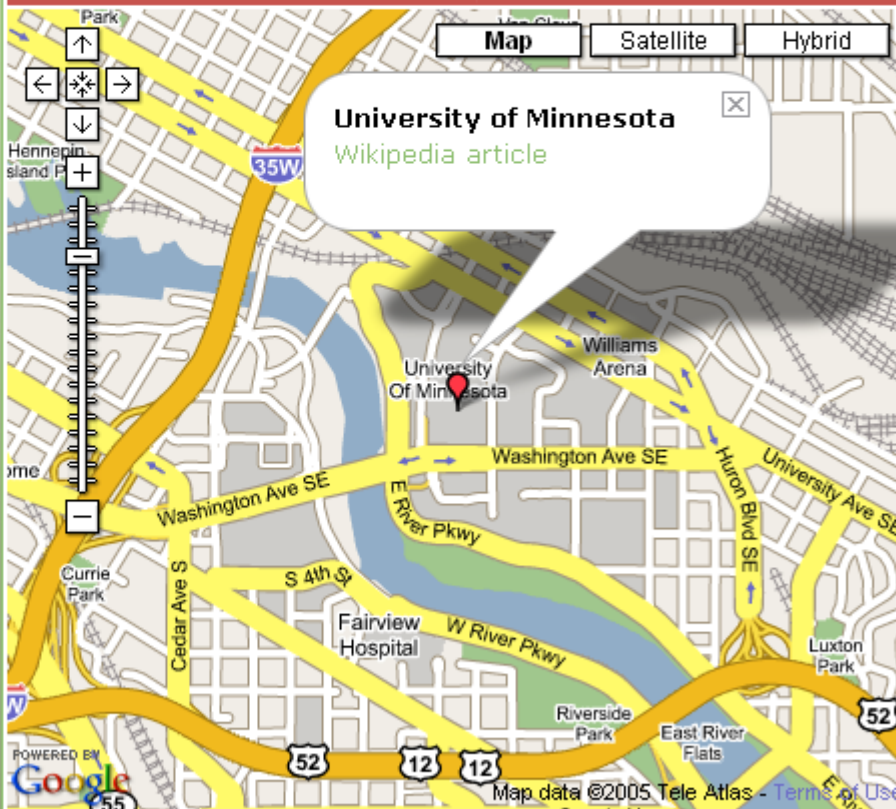 Park
Map
Satellite
Hybrid
University of Minnesota
Wikipedia article
Hennepin
35W
Williams
Arena
University
Of Minnesota
Washington Ave SE
Washington Ave SE
University Ave SE
Huron Blvd SE
E River Pkwy
S 4th St
Currie
Park
Cedar Ave S
Fairview
Hospital
W River Pkwy
Luxton
Park
Riverside
Park
East River
Flats
52
52
12
12
55
POWERED BY
Google
Map data ©2005 Tele Atlas - Terms of Use